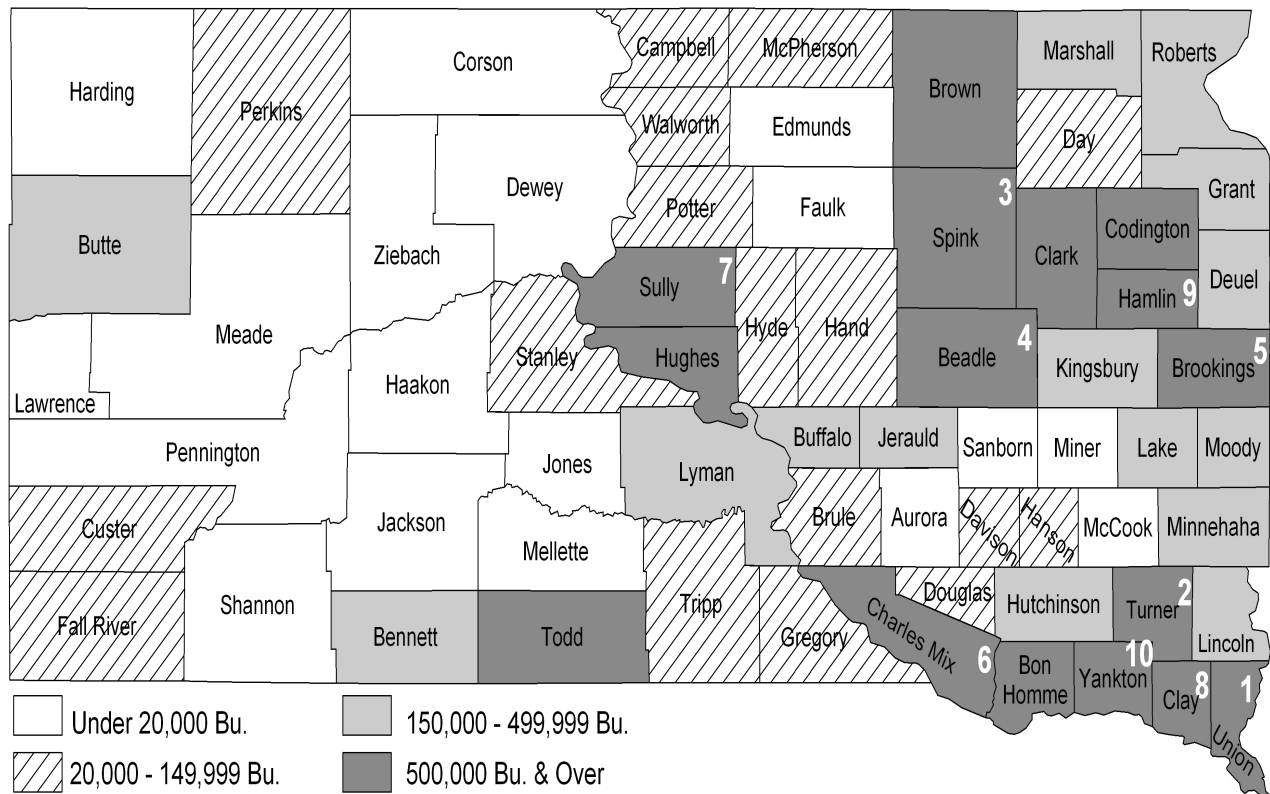 Harding
Perkins
Corson
Campbell
McPherson
Brown
Marshall
Roberts
Walworth
Edmunds
Day
Dewey
Potter
Faulk
3
Spink
Grant
Butte
Ziebach
Codington
Clark
Sully
7
Deuel
Hamlin
9
Meade
Hyde
Hand
Stanley
Hughes
Beadle
4
Kingsbury
Brookings
5
Haakon
Lawrence
Pennington
Jones
Lyman
Buffalo
Jerauld
Sanborn
Miner
Lake
Moody
Custer
Jackson
Mellette
Brule
Aurora
Davison
Hanson
McCook
Minnehaha
Fall River
Shannon
Bennett
Todd
Tripp
Gregory
Charles Mix
6
Douglas
Hutchinson
Turner
2
Lincoln
Bon
Homme
Yankton
10
Clay
8
Union
1
Under 20,000 Bu.
150,000 - 499,999 Bu.
20,000 - 149,999 Bu.
500,000 Bu. & Over